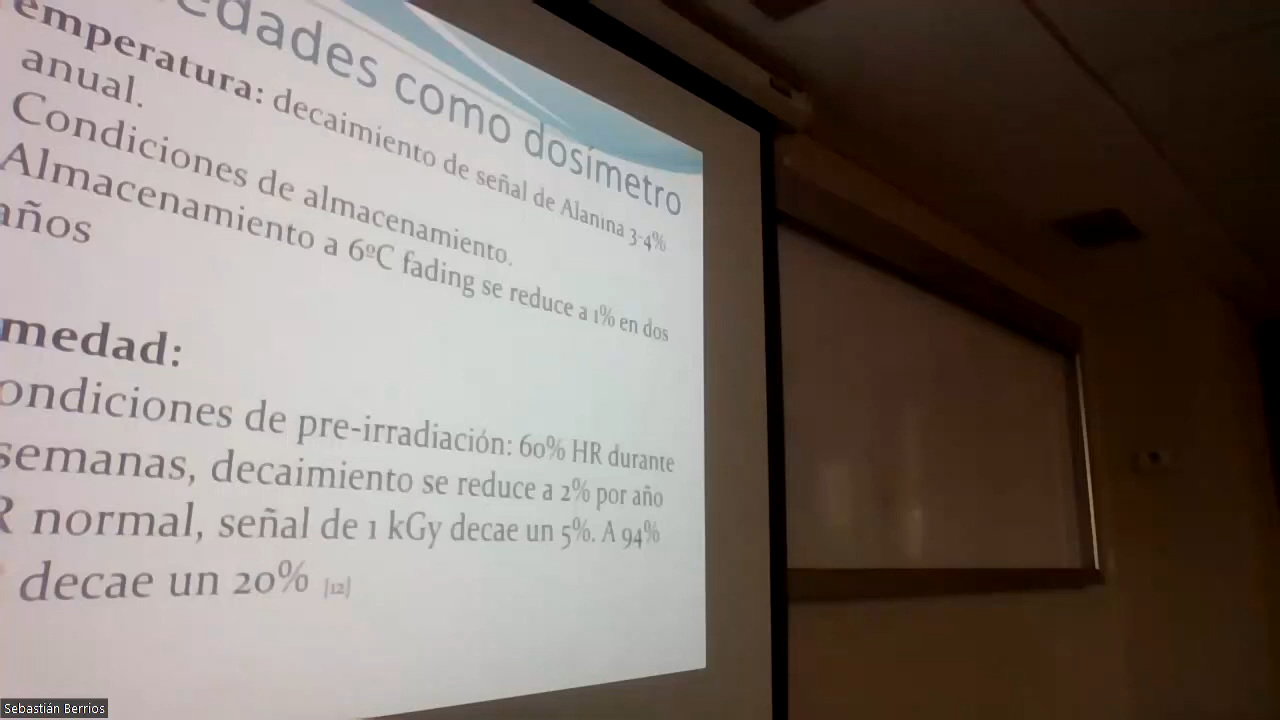 edades como dosímetro
emperatura: decaimiento de señal de Alanina 3-4%
anual.
Condiciones de almacenamiento.
Almacenamiento a 6ºC fading se reduce a 1% en dos
años
medad:
ondiciones de pre-irradiación: 60% HR durante
semanas, decaimiento se reduce a 2% por año
R normal, señal de 1 kGy decae un 5%. A 94%
decae un 20% [12]
Sebastián Berrios